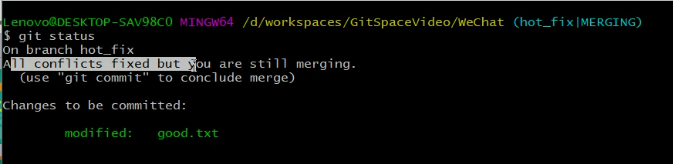 Lenovo@DESKTOP-SAV98C0 MINGW64 /d/workspaces/GitSpaceVideo/WeChat (hot_fix|MERGING)
$ git status
On branch hot_fix
All conflicts fixed but you are still merging.
  (use "git commit" to conclude merge)
Changes to be committed:
        modified:   good.txt